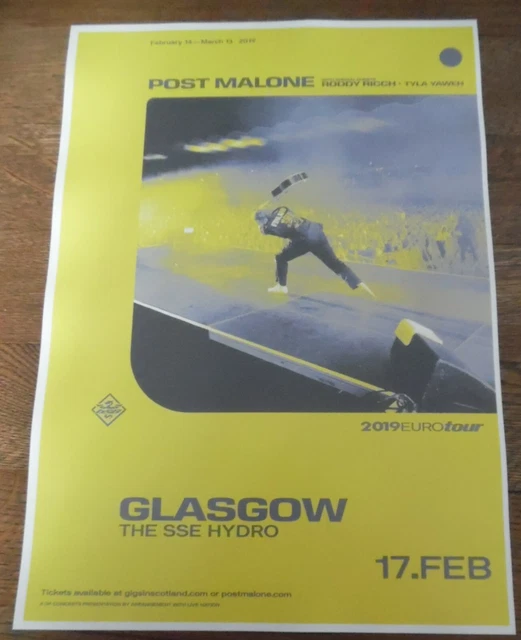 February 14 – March 13 2019
POST MALONE
RODDY RICCH · TYLA YAWEH
2019EUROtour
GLASGOW
THE SSE HYDRO
17.FEB
Tickets available at gigsinscotland.com or postmalone.com